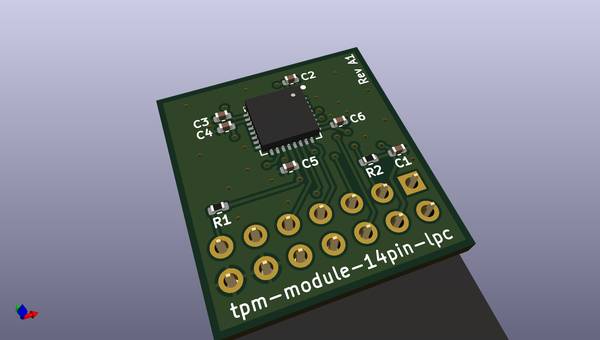 C2
Rev A1
C3
C4
C6
C5
C1
R2
R1
tpm-module-14pin-lpc